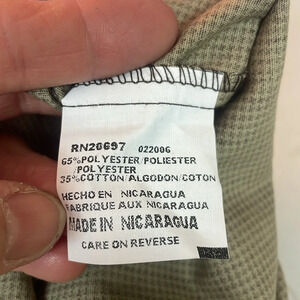 RN26697 022006
65%POLYESTER/POLIESTER
/POLYESTER
35%COTTON/ALGODON/COTON
HECHO EN NICARAGUA
FABRIQUE AUX NICARAGUA
MADE IN NICARAGUA
CARE ON REVERSE